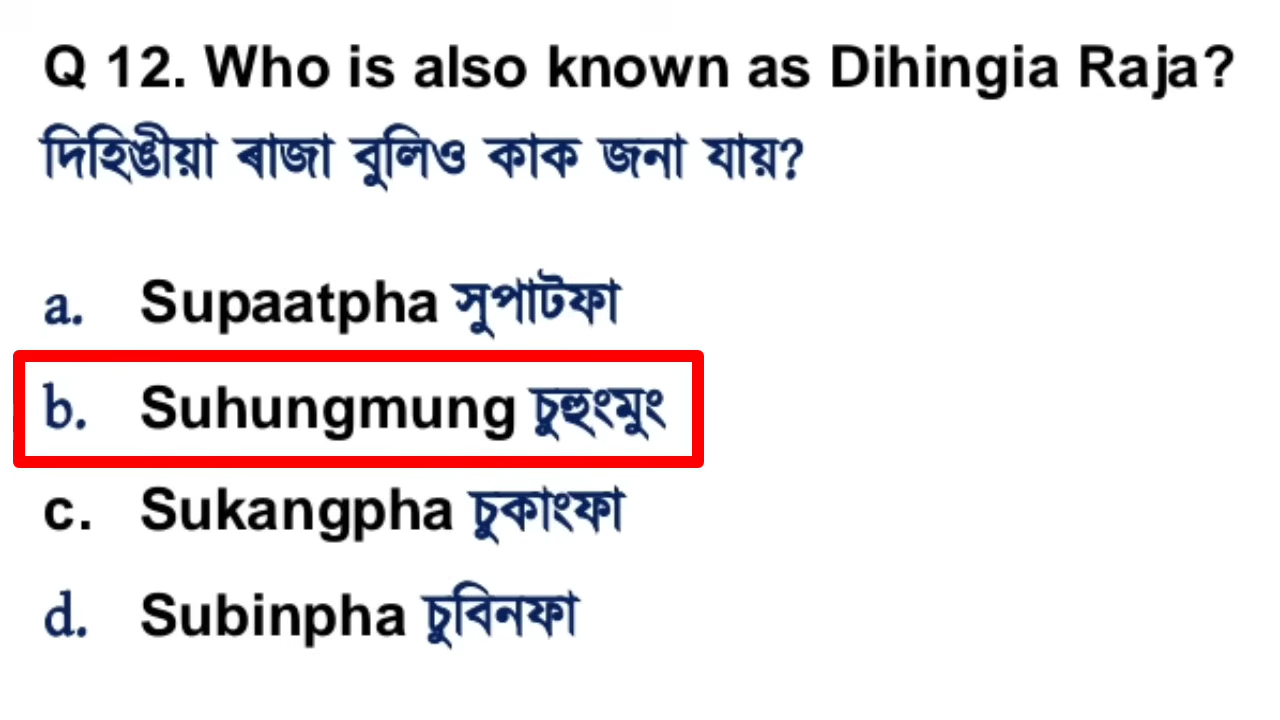 Q 12. Who is also known as Dihingia Raja?
দিহিঙীয়া ৰাজা বুলিও কাক জনা যায়?
a. Supaatpha সুপাটফা
b. Suhungmung চুহুংমুং
c. Sukangpha চুকাংফা
d. Subinpha চুবিনফা